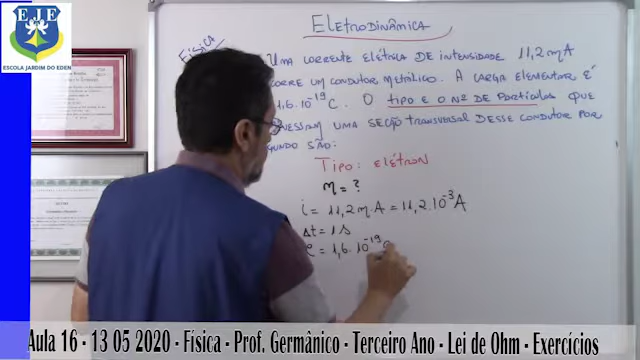 EJE
ESCOLA JARDIM DO EDEN
Eletrodinâmica
Física
Uma corrente elétrica de intensidade 11,2 mA
corre um condutor metálico. A carga elementar é
1,6.10⁻¹⁹ C. O tipo e o nº de partículas que
uma secção transversal desse condutor por
gundo são:
Tipo: elétron
n = ?
i = 11,2 mA = 11,2.10⁻³ A
Δt = 1 s
e = 1,6.10⁻¹⁹ C
Aula 16 - 13 05 2020 - Física - Prof. Germânico - Terceiro Ano - Lei de Ohm - Exercícios